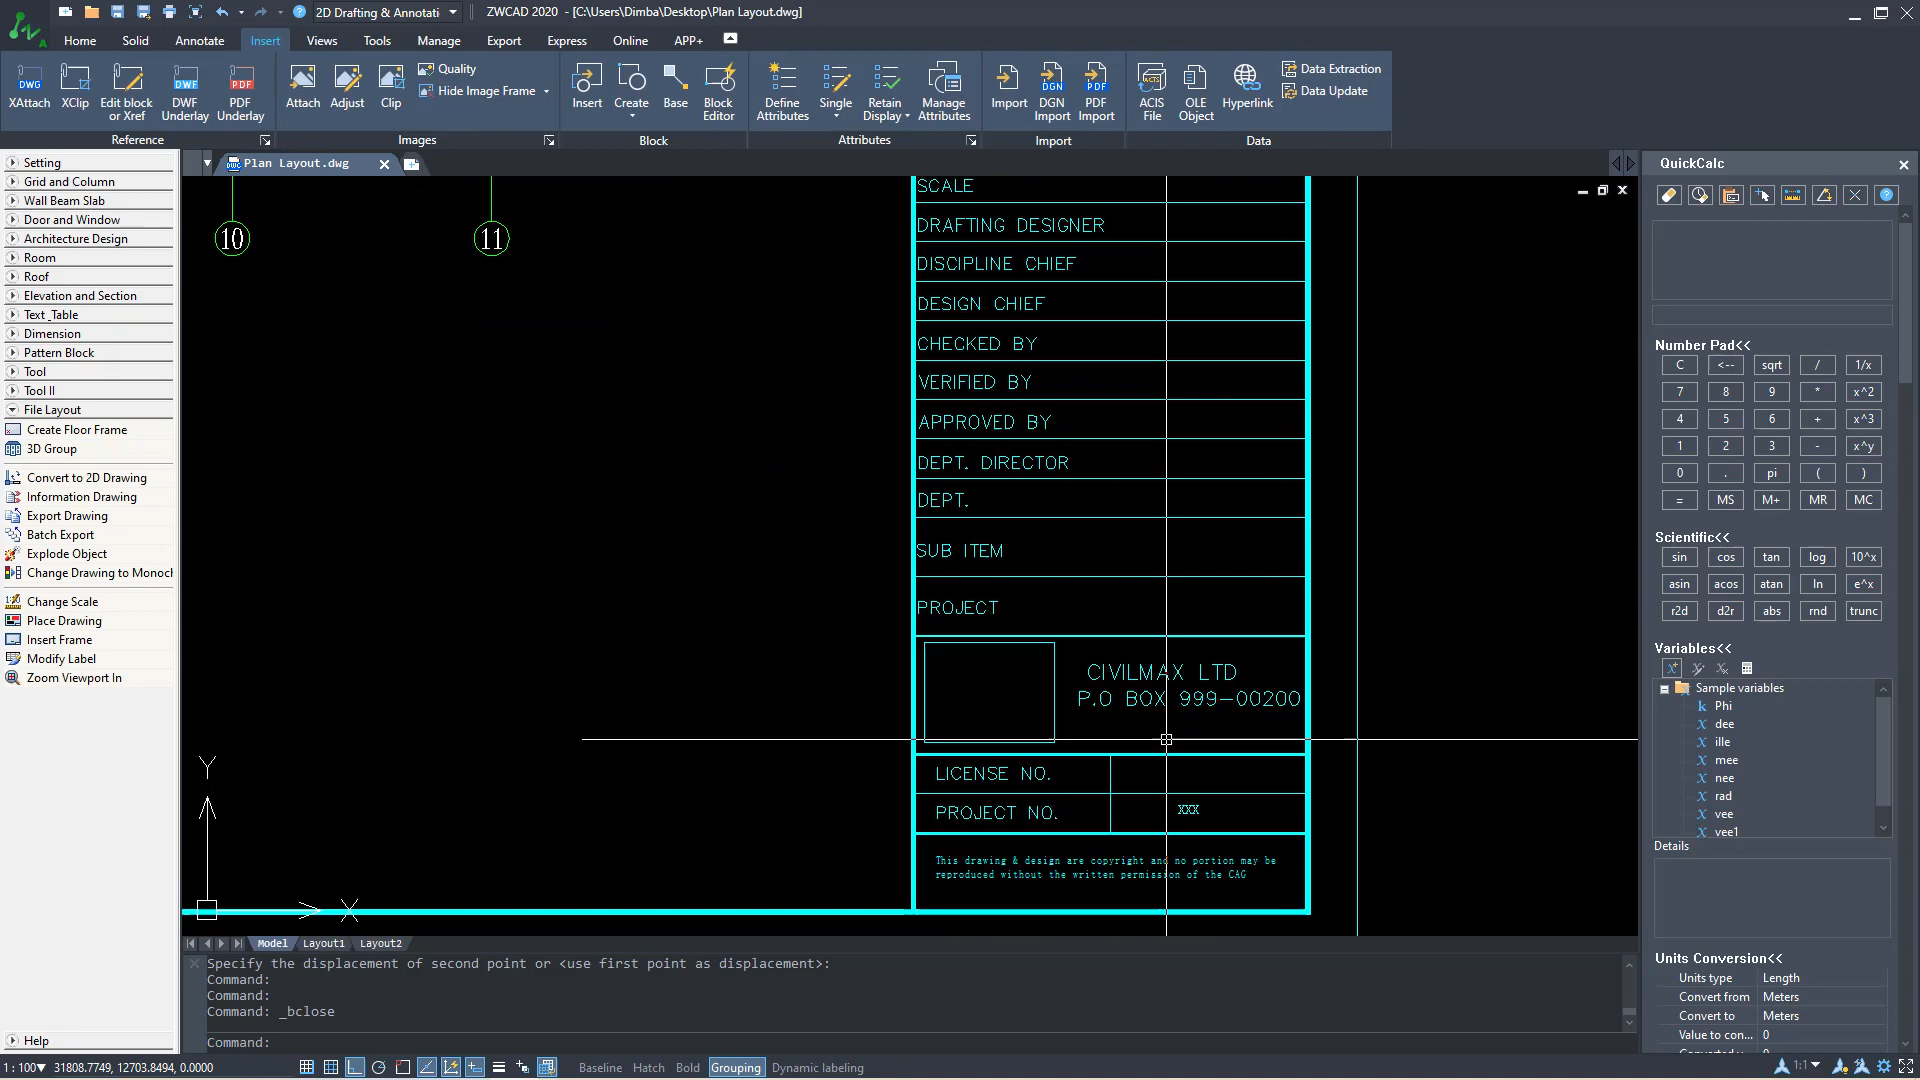 2D Drafting & Annotati
ZWCAD 2020 - [C:\Users\Dimba\Desktop\Plan Layout.dwg]
Home Solid Annotate Insert Views Tools Manage Export Express Online APP+
XAttach XClip Edit block or Xref DWF Underlay PDF Underlay
Attach Adjust Clip Quality Hide Image Frame
Insert Create Base Block Editor
Define Attributes Single Retain Display Manage Attributes
Import DGN Import PDF Import
ACIS File OLE Object Hyperlink Data Extraction Data Update
Reference Images Block Attributes Import Data
Plan Layout.dwg
QuickCalc
Setting
Grid and Column
Wall Beam Slab
Door and Window
Architecture Design
Room
Roof
Elevation and Section
Text_Table
Dimension
Pattern Block
Tool
Tool II
File Layout
Create Floor Frame
3D Group
Convert to 2D Drawing
Information Drawing
Export Drawing
Batch Export
Explode Object
Change Drawing to Monoch
Change Scale
Place Drawing
Insert Frame
Modify Label
Zoom Viewport In
Help
10 11
SCALE
DRAFTING DESIGNER
DISCIPLINE CHIEF
DESIGN CHIEF
CHECKED BY
VERIFIED BY
APPROVED BY
DEPT. DIRECTOR
DEPT.
SUB ITEM
PROJECT
CIVILMAX LTD
P.O BOX 999-00200
LICENSE NO.
PROJECT NO. XXX
This drawing & design are copyright and no portion may be
reproduced without the written permission of the CAG
Y
X
Number Pad<<
C <-- sqrt / 1/x
7 8 9 * x^2
4 5 6 + x^3
1 2 3 - x^y
0 . pi ( )
= MS M+ MR MC
Scientific<<
sin cos tan log 10^x
asin acos atan ln e^x
r2d d2r abs rnd trunc
Variables<<
Sample variables
k Phi
x dee
x ille
x mee
x nee
x rad
x vee
x vee1
Details
Units Conversion<<
Units type Length
Convert from Meters
Convert to Meters
Value to con... 0
Model Layout1 Layout2
Specify the displacement of second point or <use first point as displacement>:
Command:
Command:
Command: _bclose
Command:
1 : 100 31808.7749, 12703.8494, 0.0000
Baseline Hatch Bold Grouping Dynamic labeling
1:1